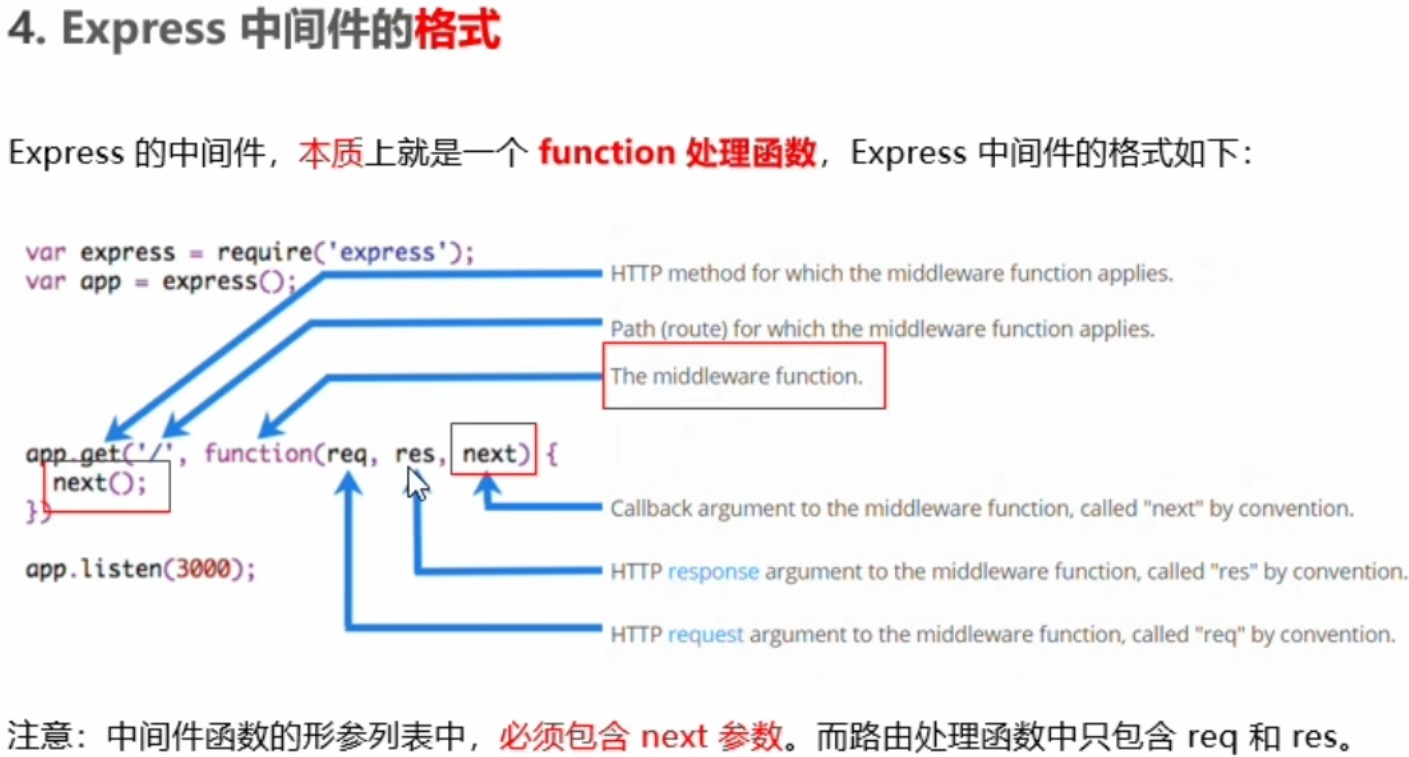 4. Express 中间件的格式
Express 的中间件，本质上就是一个 function 处理函数，Express 中间件的格式如下：
var express = require('express');
var app = express();
HTTP method for which the middleware function applies.
Path (route) for which the middleware function applies.
The middleware function.
app.get('/', function(req, res, next) {
next();
})
Callback argument to the middleware function, called "next" by convention.
app.listen(3000);
HTTP response argument to the middleware function, called "res" by convention.
HTTP request argument to the middleware function, called "req" by convention.
注意：中间件函数的形参列表中，必须包含 next 参数。而路由处理函数中只包含 req 和 res。